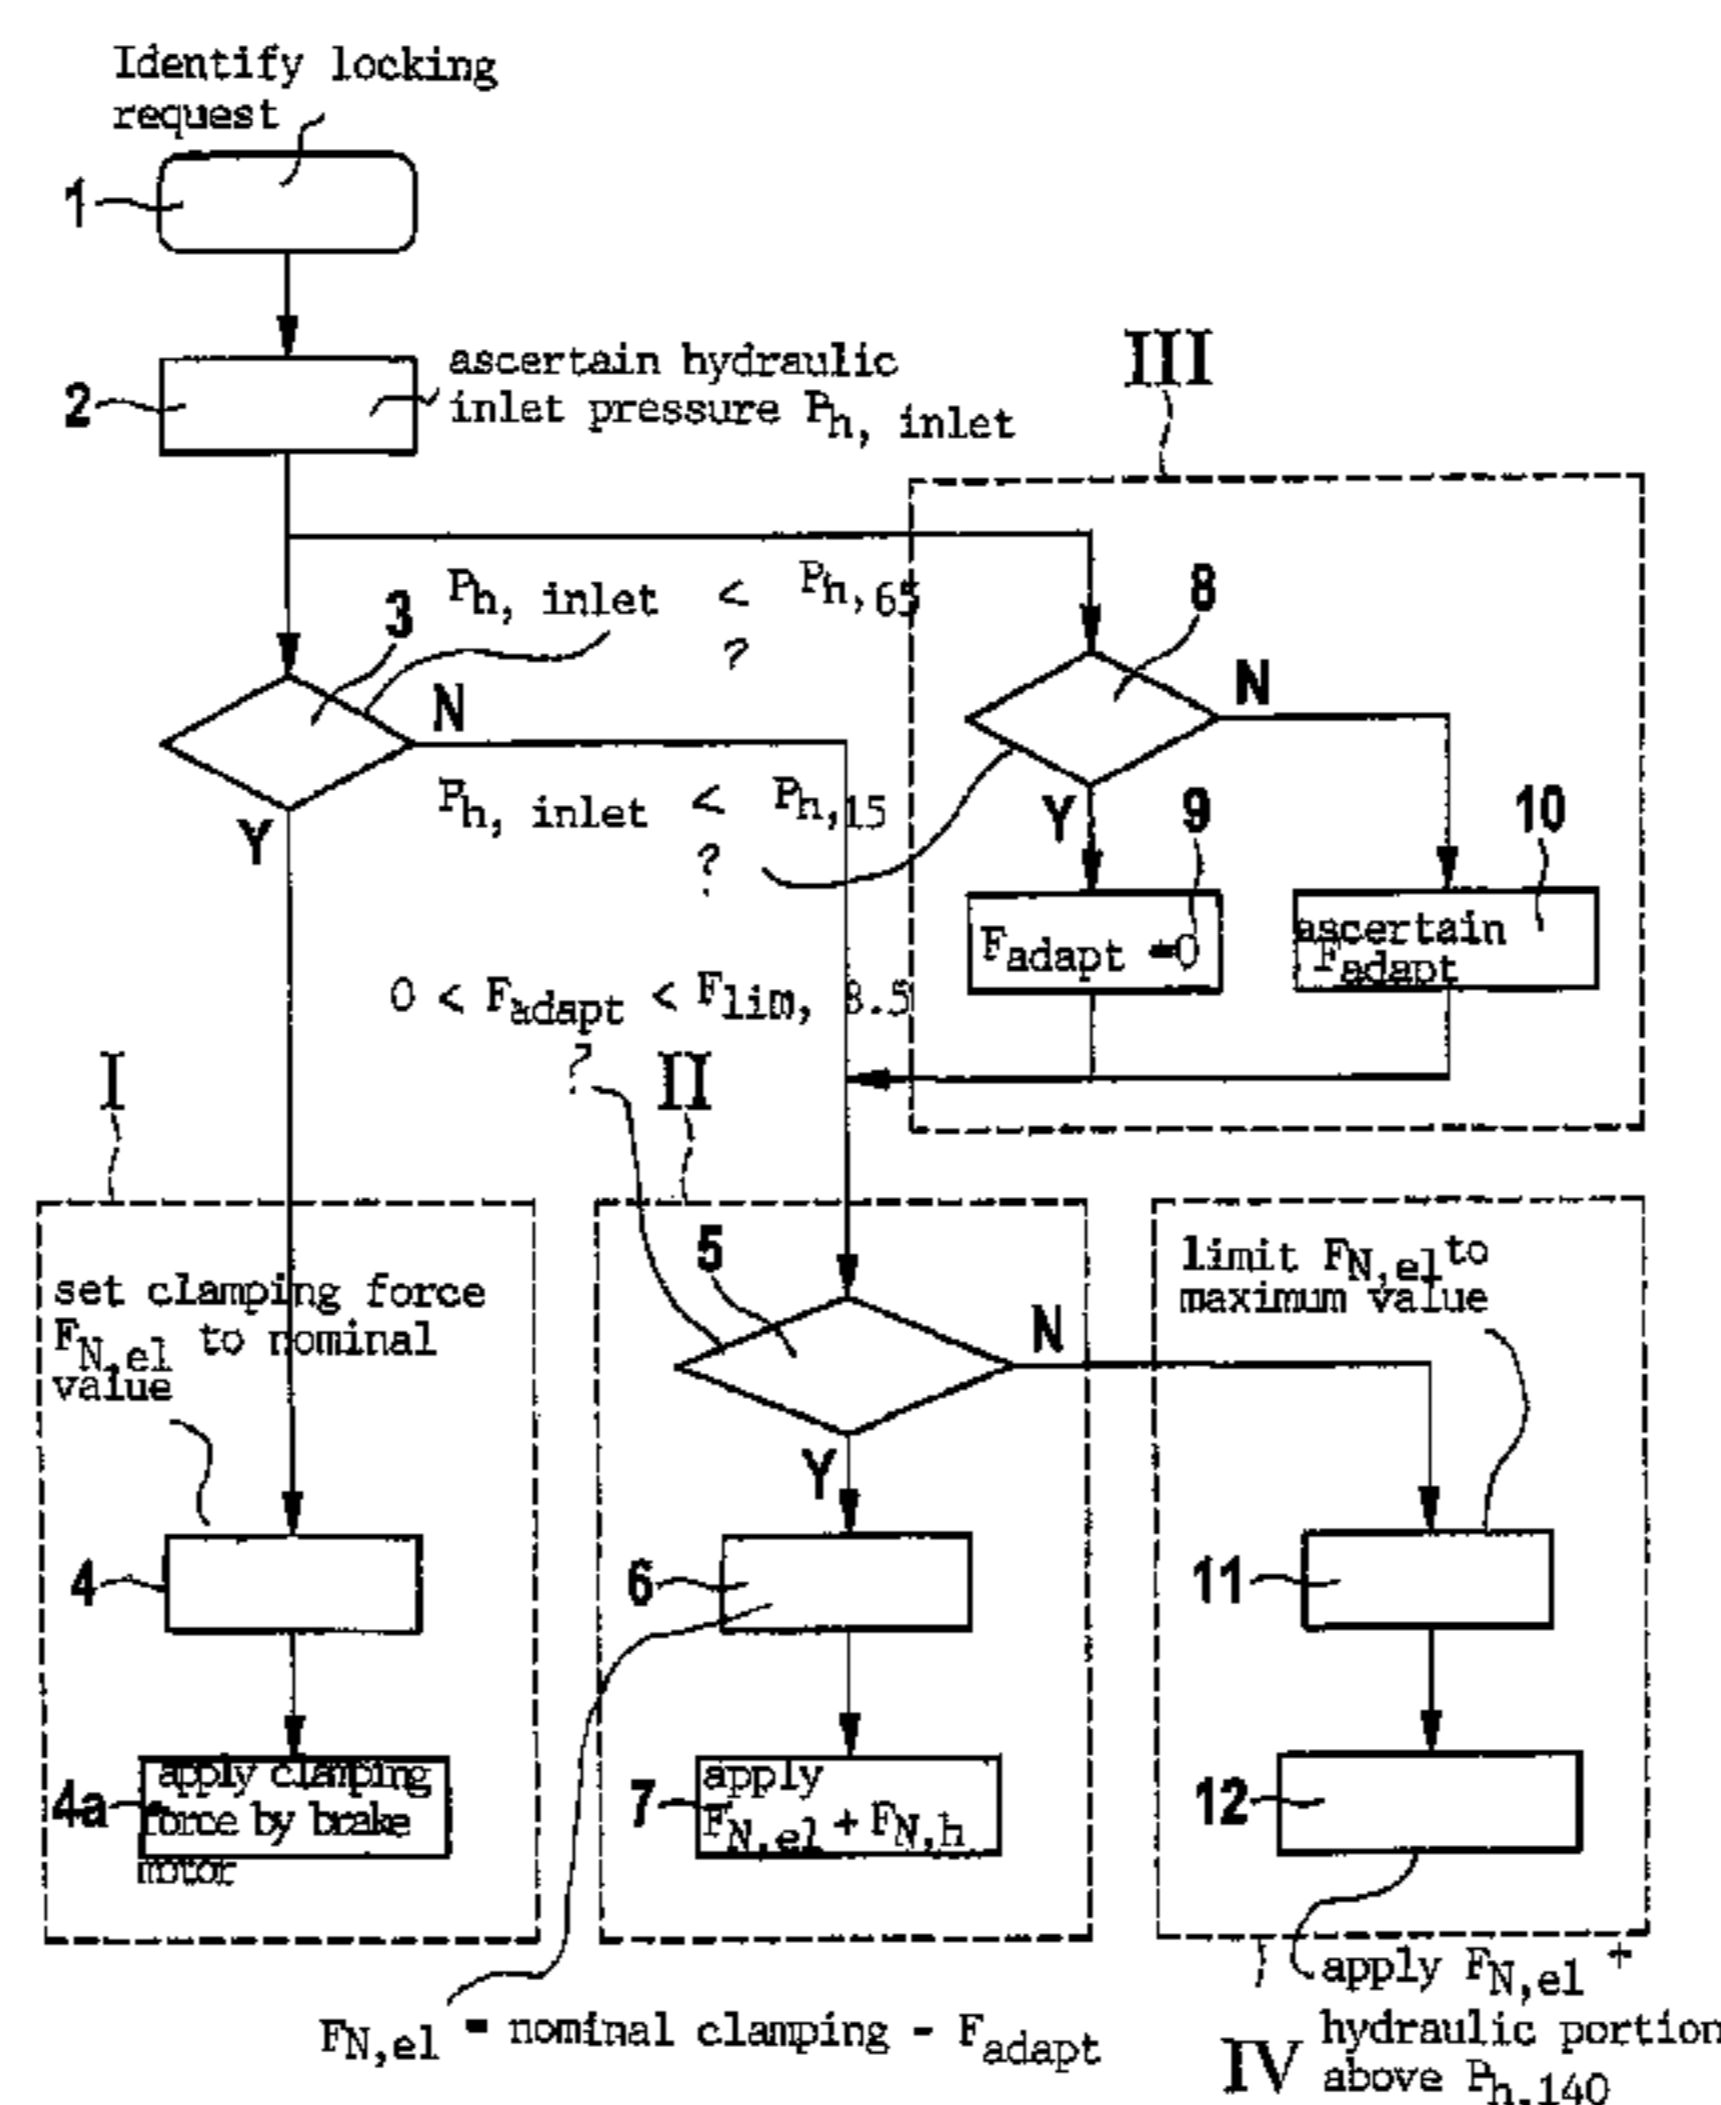 Identify locking
request
1
2
ascertain hydraulic
inlet pressure Ph, inlet
III
Ph, inlet < Ph,65
?
3
8
N
N
Ph, inlet < Ph,15
?
Y
Y
9
10
Fadapt =0
ascertain
Fadapt
0 < Fadapt < Flim, 8.5
?
I
II
5
set clamping force
FN,el to nominal
value
limit FN,el to
maximum value
N
Y
4
6
11
4a
apply clamping
force by brake
motor
7
apply
FN,el + FN,h
12
FN,el = nominal clamping - Fadapt
IV
apply FN,el +
hydraulic portion
above Ph,140